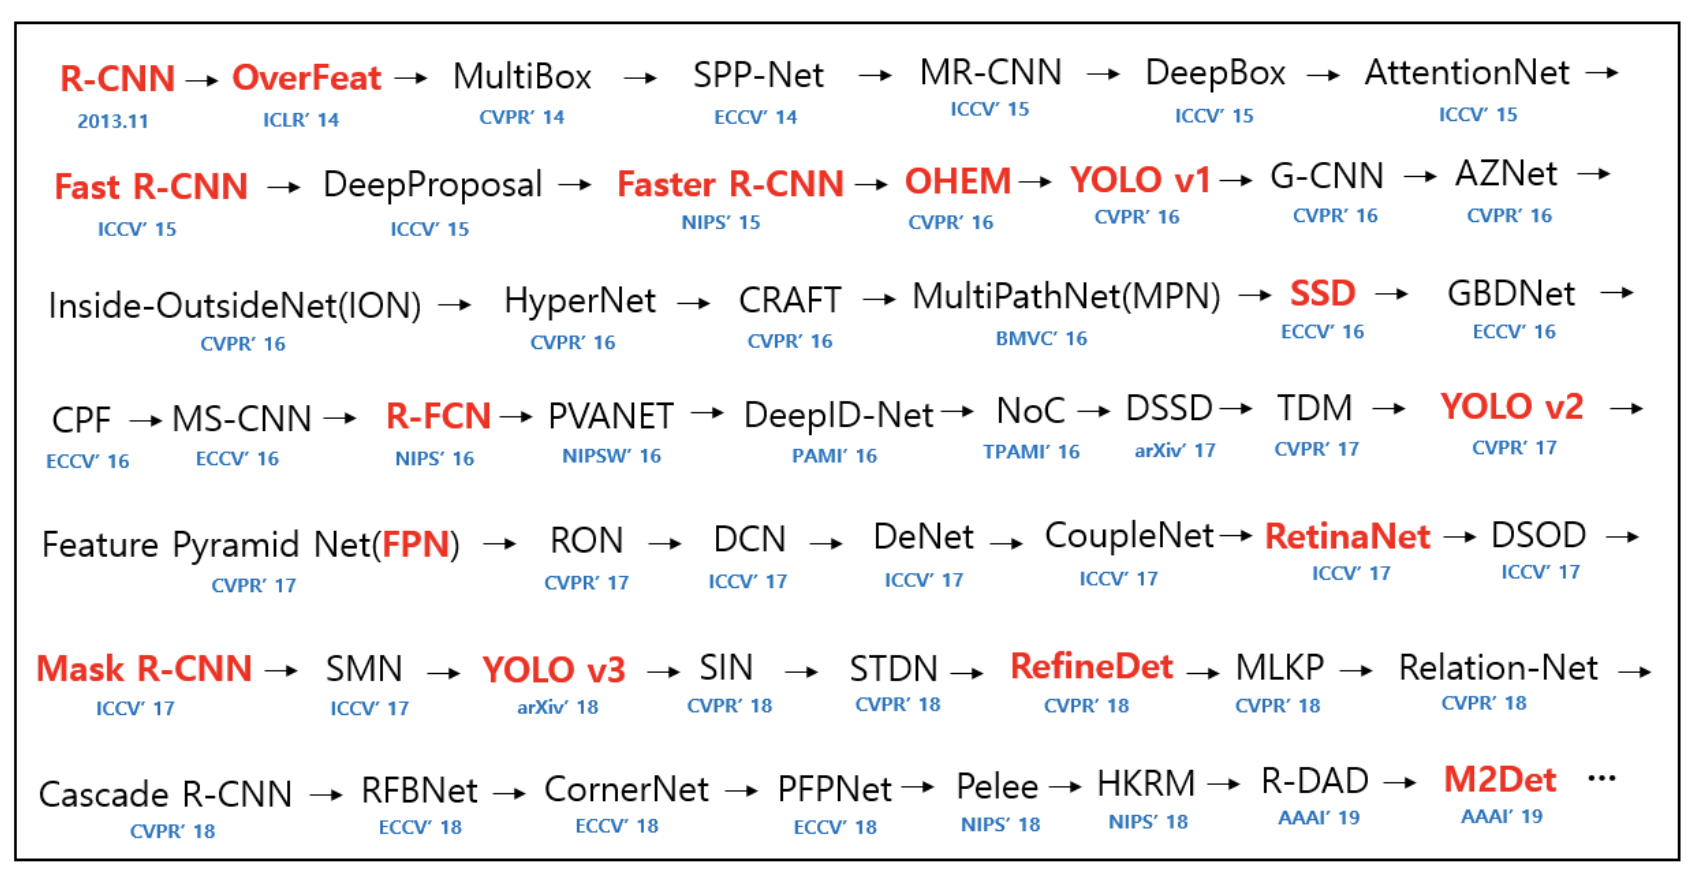 R-CNN → OverFeat → MultiBox → SPP-Net → MR-CNN → DeepBox → AttentionNet →
2013.11 ICLR’ 14 CVPR’ 14 ECCV’ 14 ICCV’ 15 ICCV’ 15 ICCV’ 15
Fast R-CNN → DeepProposal → Faster R-CNN → OHEM → YOLO v1 → G-CNN → AZNet →
ICCV’ 15 ICCV’ 15 NIPS’ 15 CVPR’ 16 CVPR’ 16 CVPR’ 16 CVPR’ 16
Inside-OutsideNet(ION) → HyperNet → CRAFT → MultiPathNet(MPN) → SSD → GBDNet →
CVPR’ 16 CVPR’ 16 CVPR’ 16 BMVC’ 16 ECCV’ 16 ECCV’ 16
CPF → MS-CNN → R-FCN → PVANET → DeepID-Net → NoC → DSSD → TDM → YOLO v2 →
ECCV’ 16 ECCV’ 16 NIPS’ 16 NIPSW’ 16 PAMI’ 16 TPAMI’ 16 arXiv’ 17 CVPR’ 17 CVPR’ 17
Feature Pyramid Net(FPN) → RON → DCN → DeNet → CoupleNet → RetinaNet → DSOD →
CVPR’ 17 CVPR’ 17 ICCV’ 17 ICCV’ 17 ICCV’ 17 ICCV’ 17 ICCV’ 17
Mask R-CNN → SMN → YOLO v3 → SIN → STDN → RefineDet → MLKP → Relation-Net →
ICCV’ 17 ICCV’ 17 arXiv’ 18 CVPR’ 18 CVPR’ 18 CVPR’ 18 CVPR’ 18 CVPR’ 18
Cascade R-CNN → RFBNet → CornerNet → PFPNet → Pelee → HKRM → R-DAD → M2Det ···
CVPR’ 18 ECCV’ 18 ECCV’ 18 ECCV’ 18 NIPS’ 18 NIPS’ 18 AAAI’ 19 AAAI’ 19